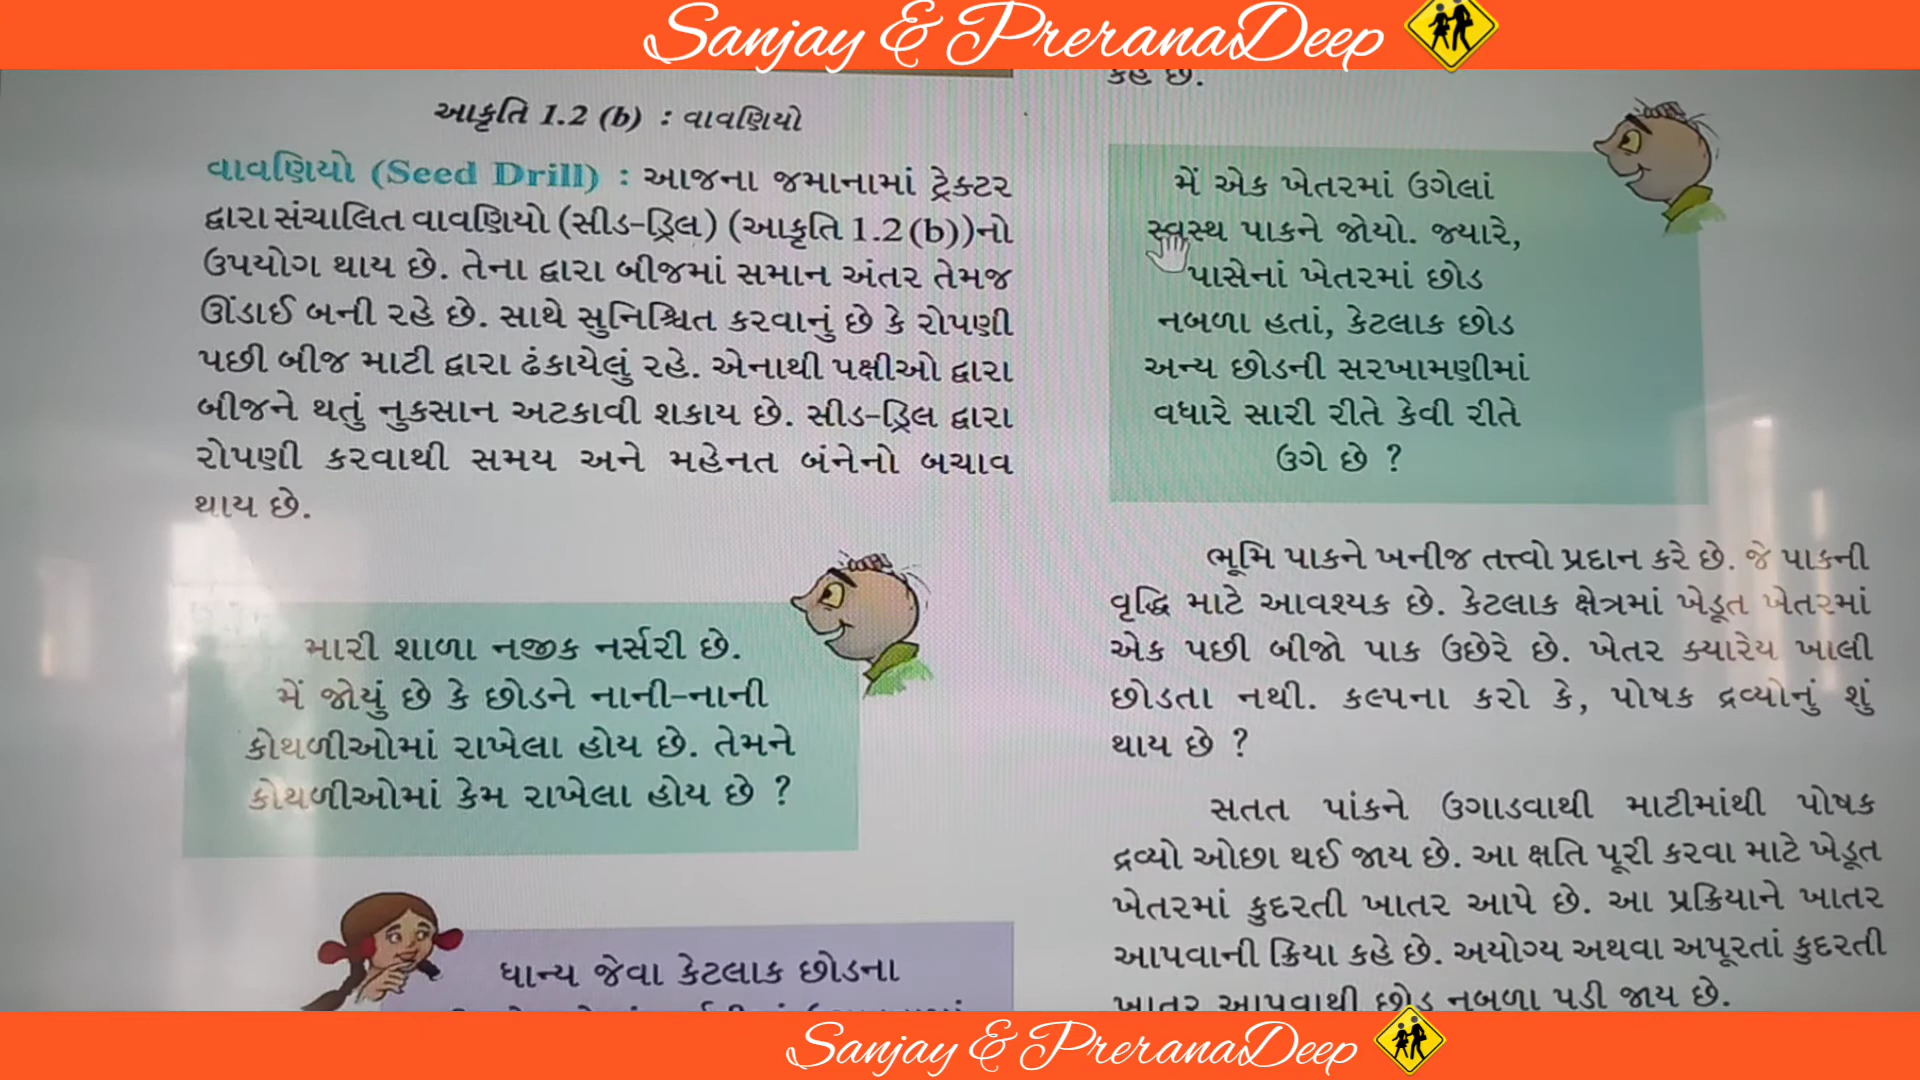 Sanjay & PreranaDeep
આકૃતિ 1.2 (b) : વાવણિયો
વાવણિયો (Seed Drill) : આજના જમાનામાં ટ્રેક્ટર
દ્વારા સંચાલિત વાવણિયો (સીડ-ડ્રિલ) (આકૃતિ 1.2 (b))નો
ઉપયોગ થાય છે. તેના દ્વારા બીજમાં સમાન અંતર તેમજ
ઊંડાઈ બની રહે છે. સાથે સુનિશ્ચિત કરવાનું છે કે રોપણી
પછી બીજ માટી દ્વારા ઢંકાયેલું રહે. એનાથી પક્ષીઓ દ્વારા
બીજને થતું નુકસાન અટકાવી શકાય છે. સીડ-ડ્રિલ દ્વારા
રોપણી કરવાથી સમય અને મહેનત બંનેનો બચાવ
થાય છે.
મારી શાળા નજીક નર્સરી છે.
મેં જોયું છે કે છોડને નાની-નાની
કોથળીઓમાં રાખેલા હોય છે. તેમને
કોથળીઓમાં કેમ રાખેલા હોય છે ?
ધાન્ય જેવા કેટલાક છોડના
કહે છે.
મેં એક ખેતરમાં ઉગેલાં
સ્વસ્થ પાકને જોયો. જ્યારે,
પાસેનાં ખેતરમાં છોડ
નબળા હતાં, કેટલાક છોડ
અન્ય છોડની સરખામણીમાં
વધારે સારી રીતે કેવી રીતે
ઉગે છે ?
ભૂમિ પાકને ખનીજ તત્ત્વો પ્રદાન કરે છે. જે પાકની
વૃદ્ધિ માટે આવશ્યક છે. કેટલાક ક્ષેત્રમાં ખેડૂત ખેતરમાં
એક પછી બીજો પાક ઉછેરે છે. ખેતર ક્યારેય ખાલી
છોડતા નથી. કલ્પના કરો કે, પોષક દ્રવ્યોનું શું
થાય છે ?
સતત પાંકને ઉગાડવાથી માટીમાંથી પોષક
દ્રવ્યો ઓછા થઈ જાય છે. આ ક્ષતિ પૂરી કરવા માટે ખેડૂત
ખેતરમાં કુદરતી ખાતર આપે છે. આ પ્રક્રિયાને ખાતર
આપવાની ક્રિયા કહે છે. અયોગ્ય અથવા અપૂરતાં કુદરતી
ખાતર આપવાથી છોડ નબળા પડી જાય છે.
Sanjay & PreranaDeep